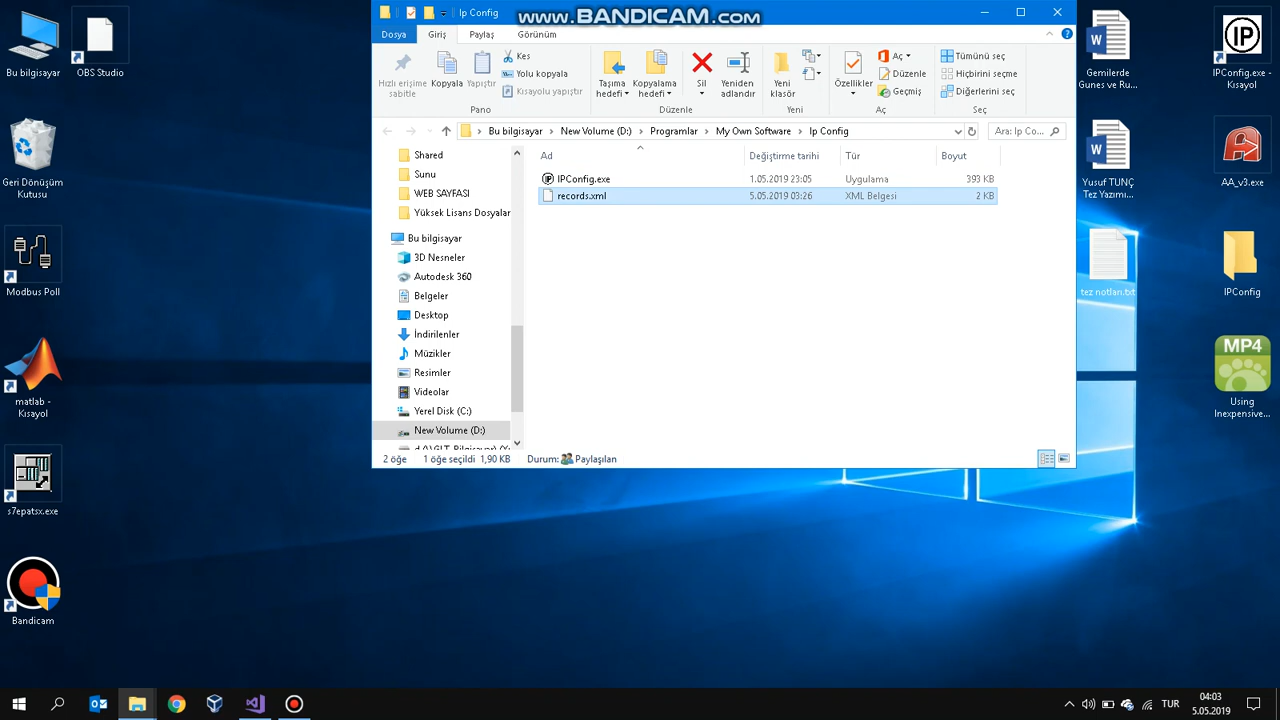 Ip Config
www.BANDICAM.com
Dosya
Giriş
Paylaş
Görünüm
Hızlı erişime sabitle
Kopyala
Yapıştır
Kes
Yolu kopyala
Kısayolu yapıştır
Pano
Taşıma hedefi
Kopyalama hedefi
Sil
Yeniden adlandır
Düzenle
Yeni klasör
Yeni
Özellikler
Aç
Düzenle
Geçmiş
Aç
Tümünü seç
Hiçbirini seçme
Diğerlerini seç
Seç
Bu bilgisayar > New Volume (D:) > Programlar > My Own Software > Ip Config
Ara: Ip Co...
Ad
Değiştirme tarihi
Tür
Boyut
IPConfig.exe
1.05.2019 23:05
Uygulama
393 KB
records.xml
5.05.2019 03:26
XML Belgesi
2 KB
Shared
Sunu
WEB SAYFASI
Yüksek Lisans Dosyalar
Bu bilgisayar
3D Nesneler
Autodesk 360
Belgeler
Desktop
İndirilenler
Müzikler
Resimler
Videolar
Yerel Disk (C:)
New Volume (D:)
2 öğe
1 öğe seçildi 1,90 KB
Durum:
Paylaşılan
Bu bilgisayar
OBS Studio
Geri Dönüşüm
Kutusu
Modbus Poll
matlab -
Kısayol
s7epatsx.exe
Bandicam
Gemilerde
Gunes ve Ru...
IPConfig.exe -
Kısayol
Yusuf TUNÇ
Tez Yazımı...
AA_v3.exe
tez notları.txt
IPConfig
MP4
Using
Inexpensive...
TUR
04:03
5.05.2019